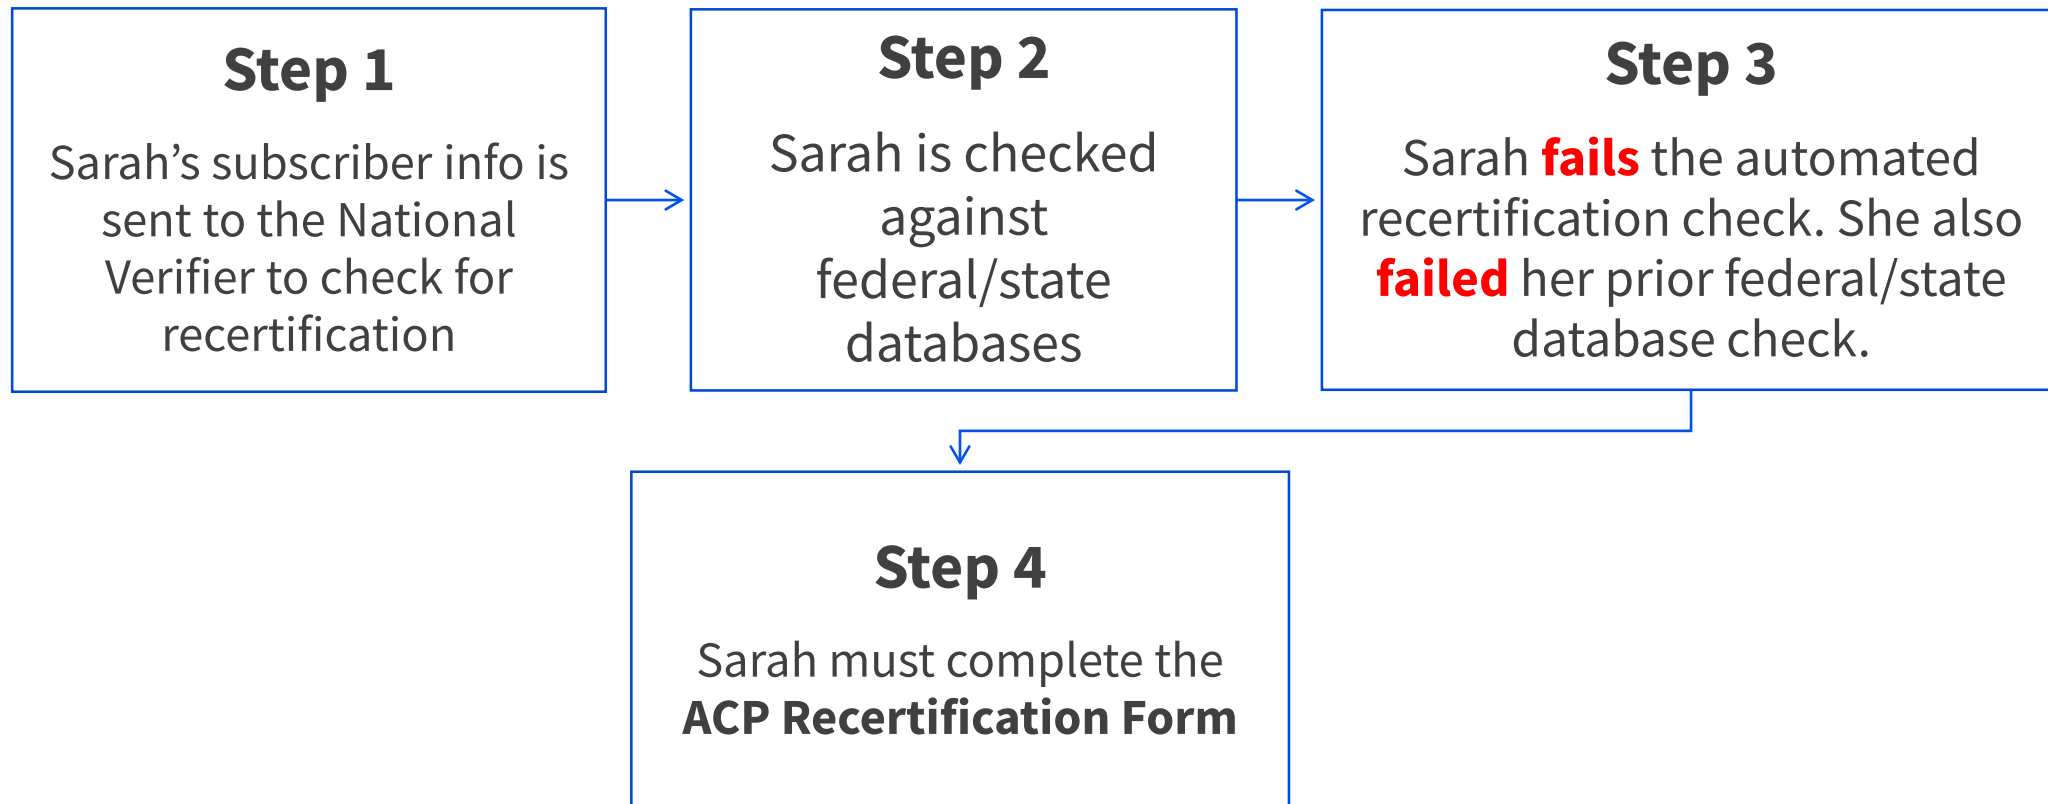 Step 1
Sarah’s subscriber info is
sent to the National
Verifier to check for
recertification
Step 2
Sarah is checked
against
federal/state
databases
Step 3
Sarah fails the automated
recertification check. She also
failed her prior federal/state
database check.
Step 4
Sarah must complete the
ACP Recertification Form